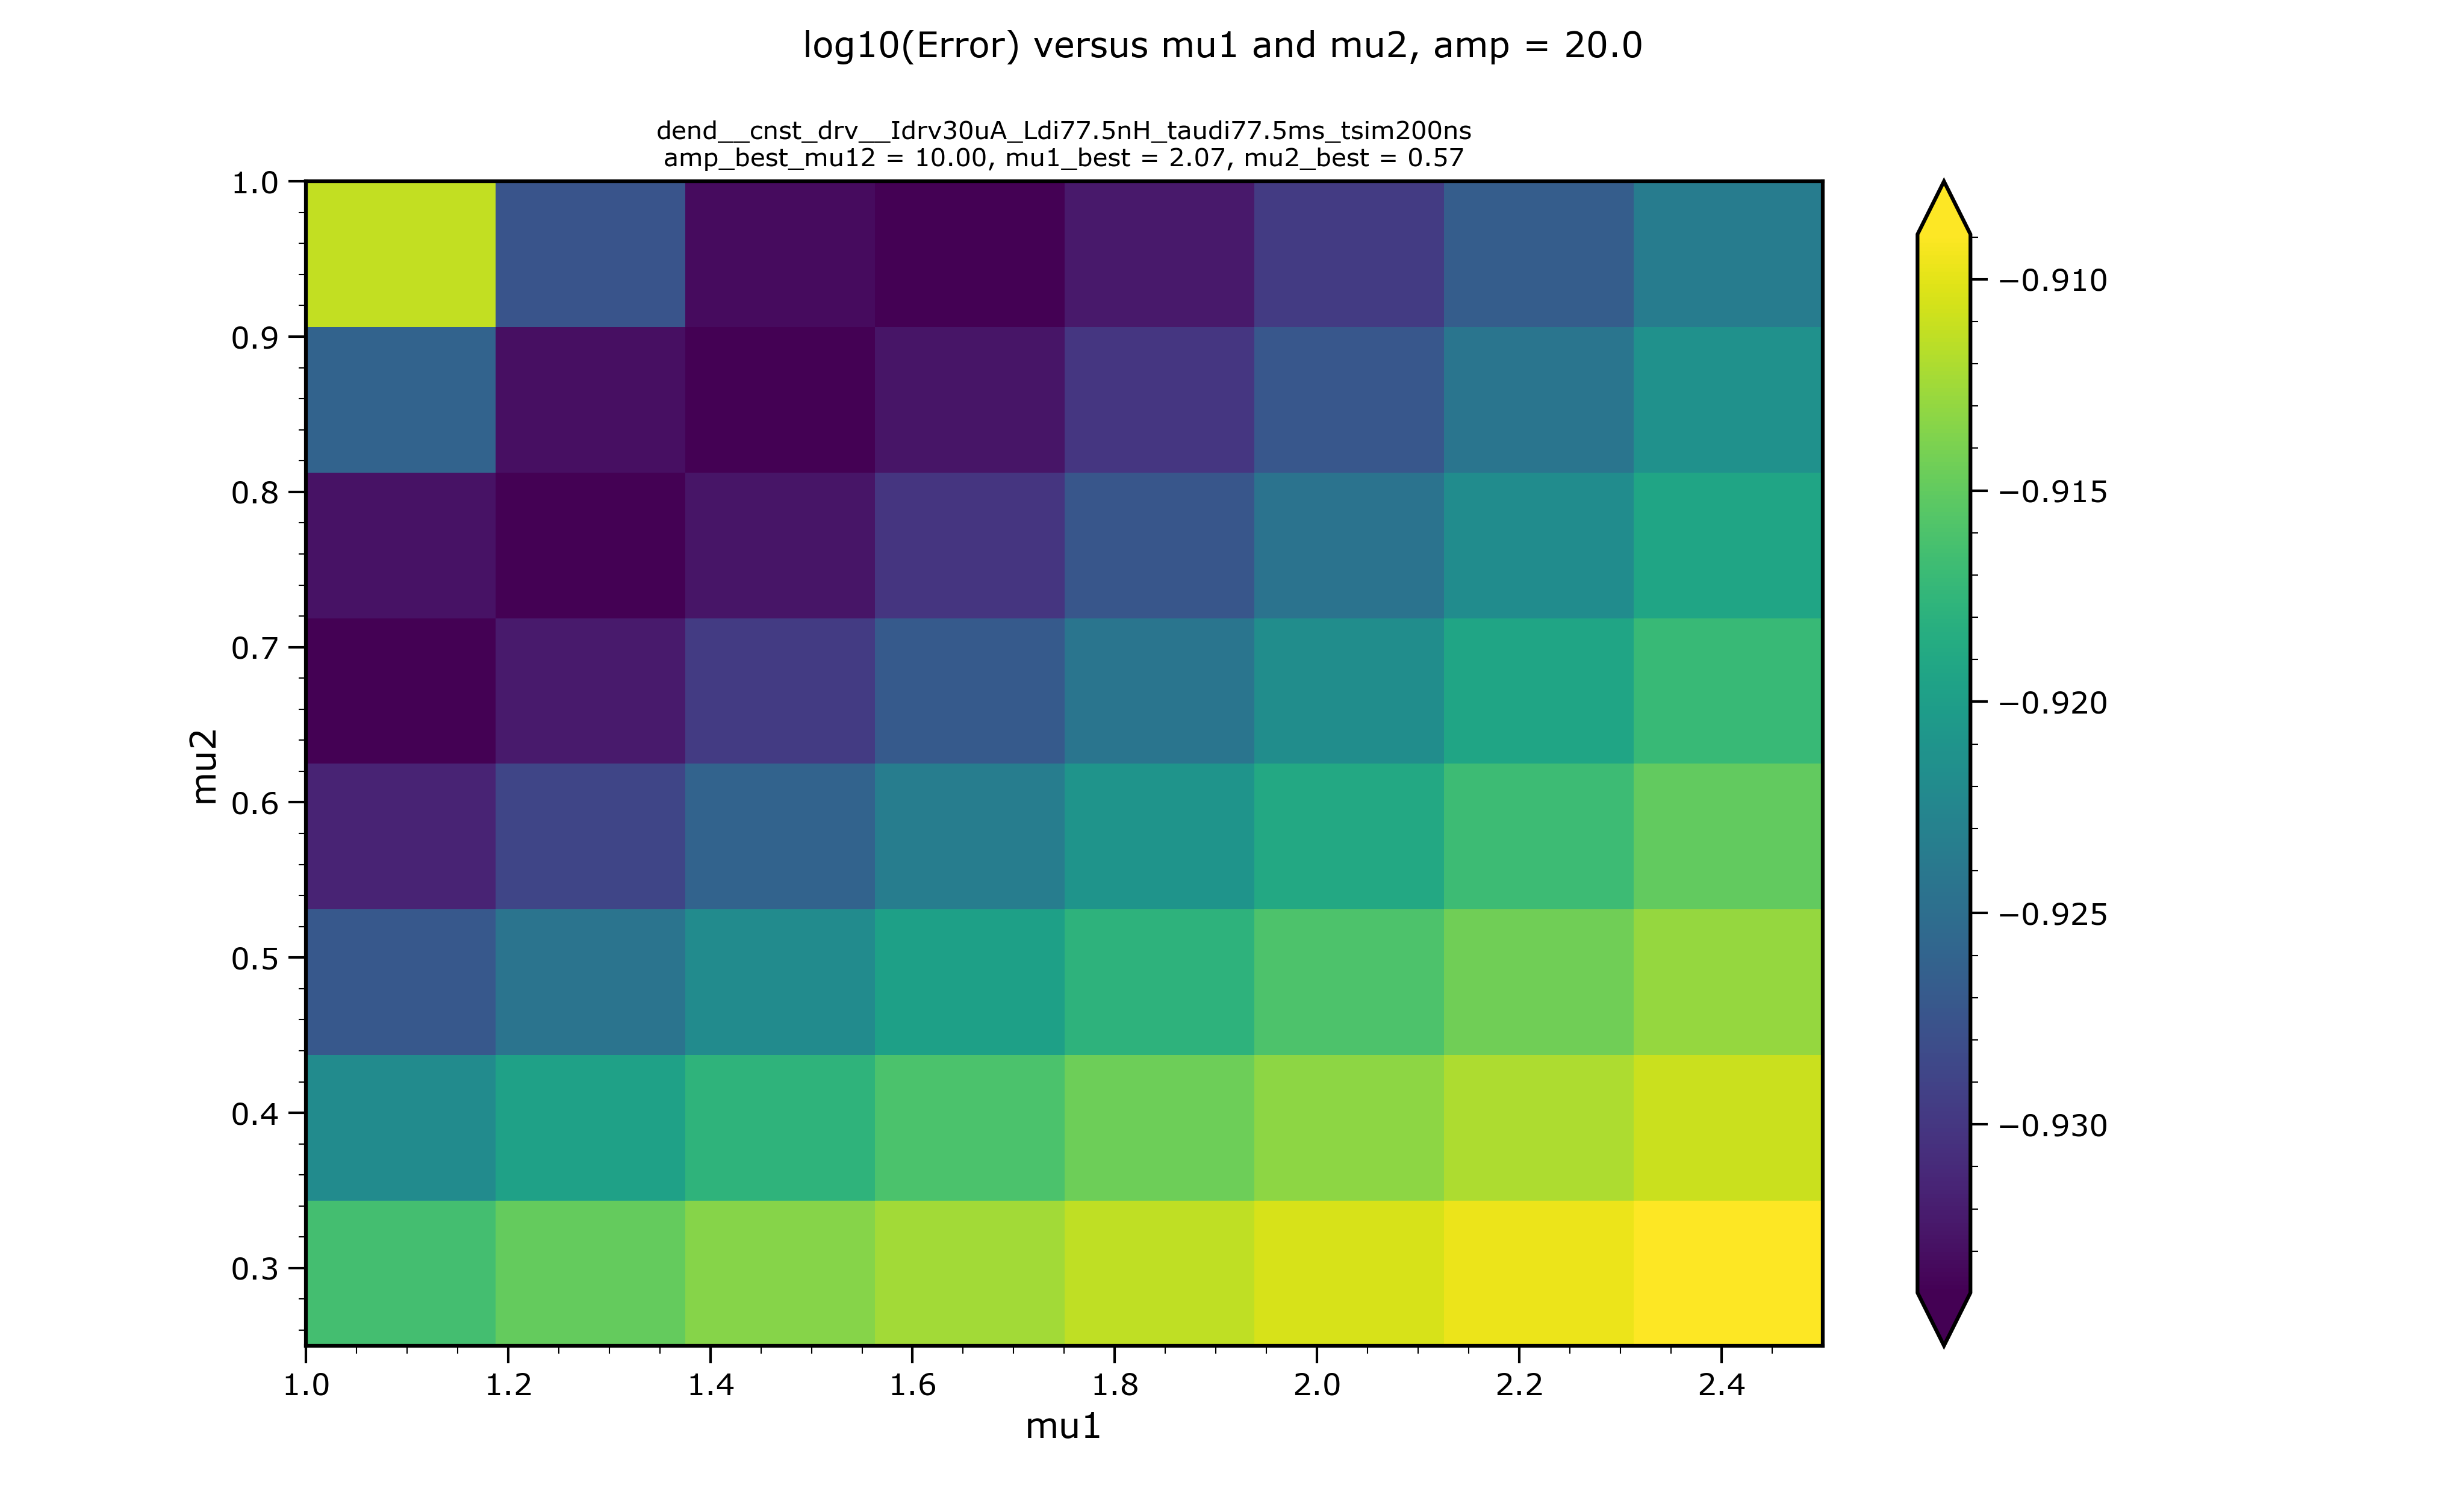 log10(Error) versus mu1 and mu2, amp = 20.0
dend__cnst_drv__Idrv30uA_Ldi77.5nH_taudi77.5ms_tsim200ns
amp_best_mu12 = 10.00, mu1_best = 2.07, mu2_best = 0.57
1.0
0.9
0.8
0.7
0.6
0.5
0.4
0.3
mu2
1.0 1.2 1.4 1.6 1.8 2.0 2.2 2.4
mu1
−0.910
−0.915
−0.920
−0.925
−0.930